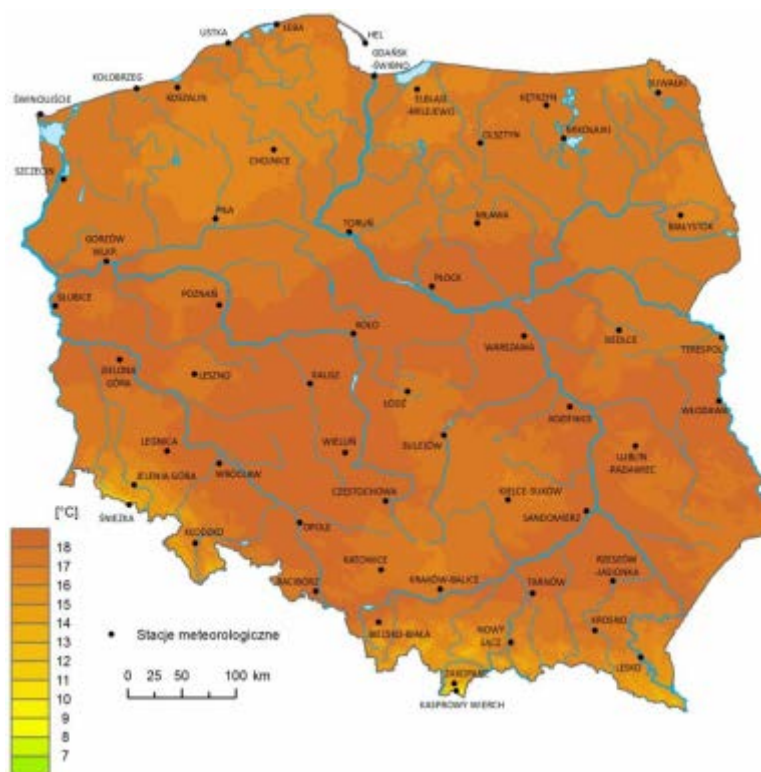 ŁEBA
USTKA
HEL
GDAŃSK
-ŚWIBNO
KOŁOBRZEG
KOSZALIN
SUWAŁKI
ELBLĄG
-MILEJEWO
KĘTRZYN
ŚWINOUJŚCIE
MIKOŁAJKI
OLSZTYN
CHOJNICE
SZCZECIN
PIŁA
TORUŃ
MŁAWA
BIAŁYSTOK
GORZÓW
WLKP.
PŁOCK
SŁUBICE
POZNAŃ
KOŁO
WARSZAWA
SIEDLCE
TERESPOL
ZIELONA
GÓRA
LESZNO
KALISZ
ŁÓDŹ
KOZIENICE
WŁODAWA
LEGNICA
WIELUŃ
SULEJÓW
LUBLIN
-RADAWIEC
WROCŁAW
JELENIA GÓRA
CZĘSTOCHOWA
KIELCE-SUKÓW
ŚNIEŻKA
SANDOMIERZ
[°C]
KŁODZKO
OPOLE
18
17
16
15
14
13
12
11
10
9
8
7
KATOWICE
RZESZÓW
-JASIONKA
RACIBÓRZ
KRAKÓW-BALICE
TARNÓW
Stacje meteorologiczne
BIELSKO-BIAŁA
NOWY
SĄCZ
KROSNO
LESKO
0 25 50 100 km
ZAKOPANE
KASPROWY WIERCH